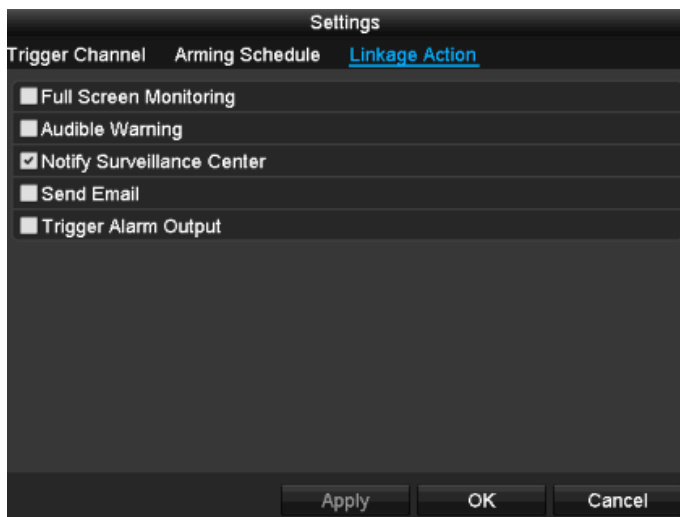 Settings
Trigger Channel Arming Schedule Linkage Action
Full Screen Monitoring
Audible Warning
Notify Surveillance Center
Send Email
Trigger Alarm Output
Apply OK Cancel